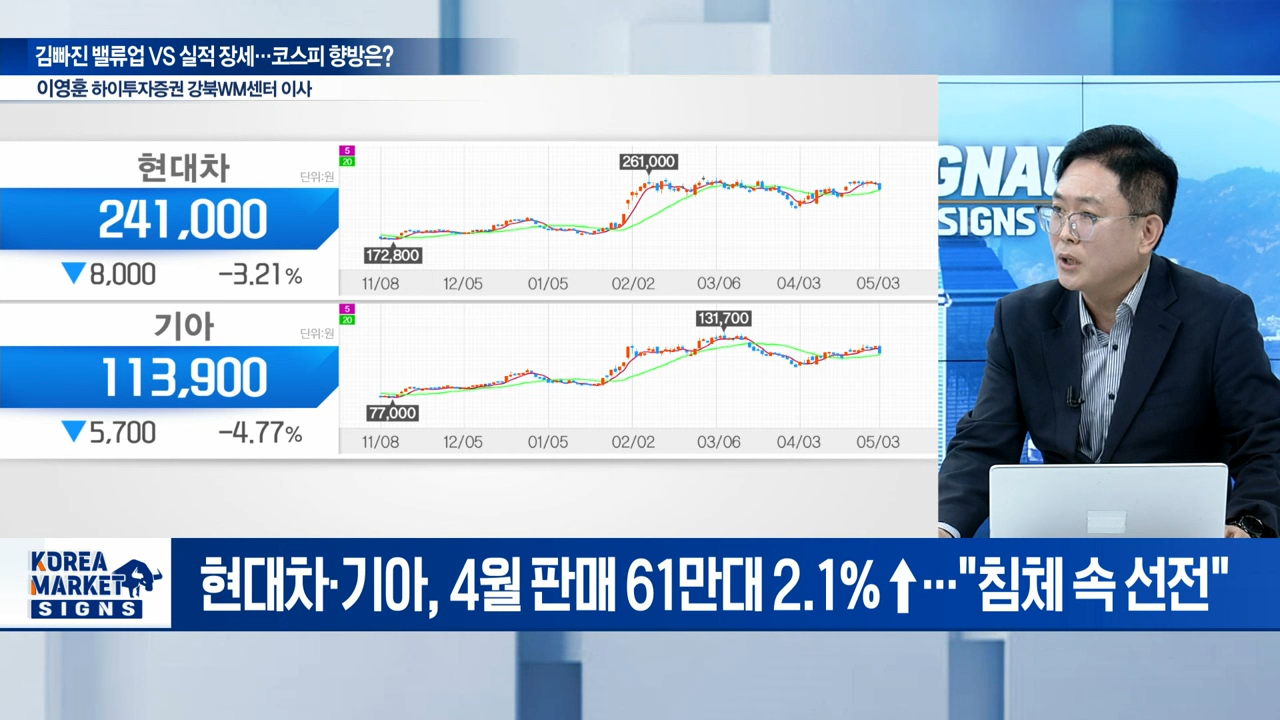 김빠진 밸류업 VS 실적 장세…코스피 향방은?
이영훈 하이투자증권 강북WM센터 이사
현대차
단위:원
241,000
▼8,000 -3.21%
5
20
261,000
172,800
11/08 12/05 01/05 02/02 03/06 04/03 05/03
기아
단위:원
113,900
▼5,700 -4.77%
5
20
131,700
77,000
11/08 12/05 01/05 02/02 03/06 04/03 05/03
SIGNS
KOREA
MARKET
SIGNS
현대차·기아, 4월 판매 61만대 2.1%↑…"침체 속 선전"